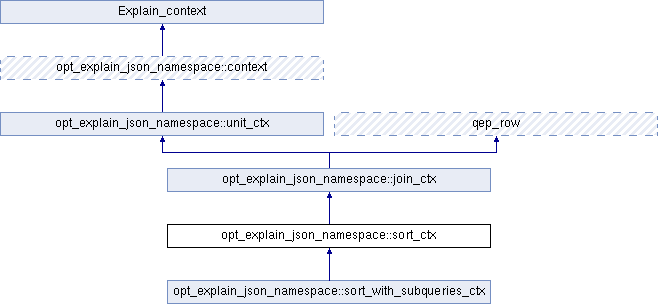 Explain_context
opt_explain_json_namespace::context
opt_explain_json_namespace::unit_ctx
qep_row
opt_explain_json_namespace::join_ctx
opt_explain_json_namespace::sort_ctx
opt_explain_json_namespace::sort_with_subqueries_ctx